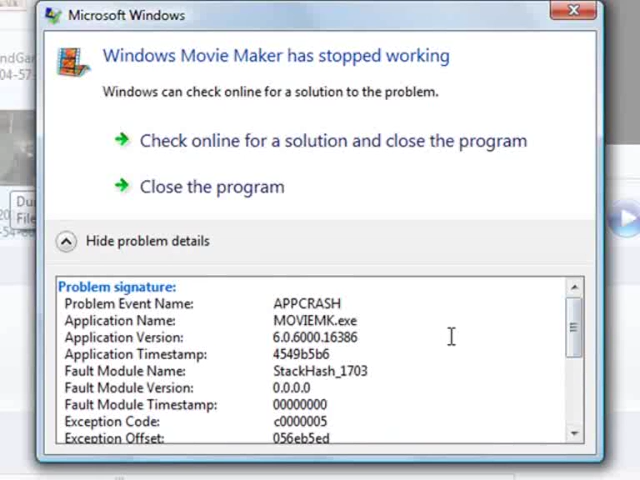 Microsoft Windows
Windows Movie Maker has stopped working
Windows can check online for a solution to the problem.
Check online for a solution and close the program
Close the program
Hide problem details
Problem signature:
Problem Event Name: APPCRASH
Application Name: MOVIEMK.exe
Application Version: 6.0.6000.16386
Application Timestamp: 4549b5b6
Fault Module Name: StackHash_1703
Fault Module Version: 0.0.0.0
Fault Module Timestamp: 00000000
Exception Code: c0000005
Exception Offset: 056eb5ed